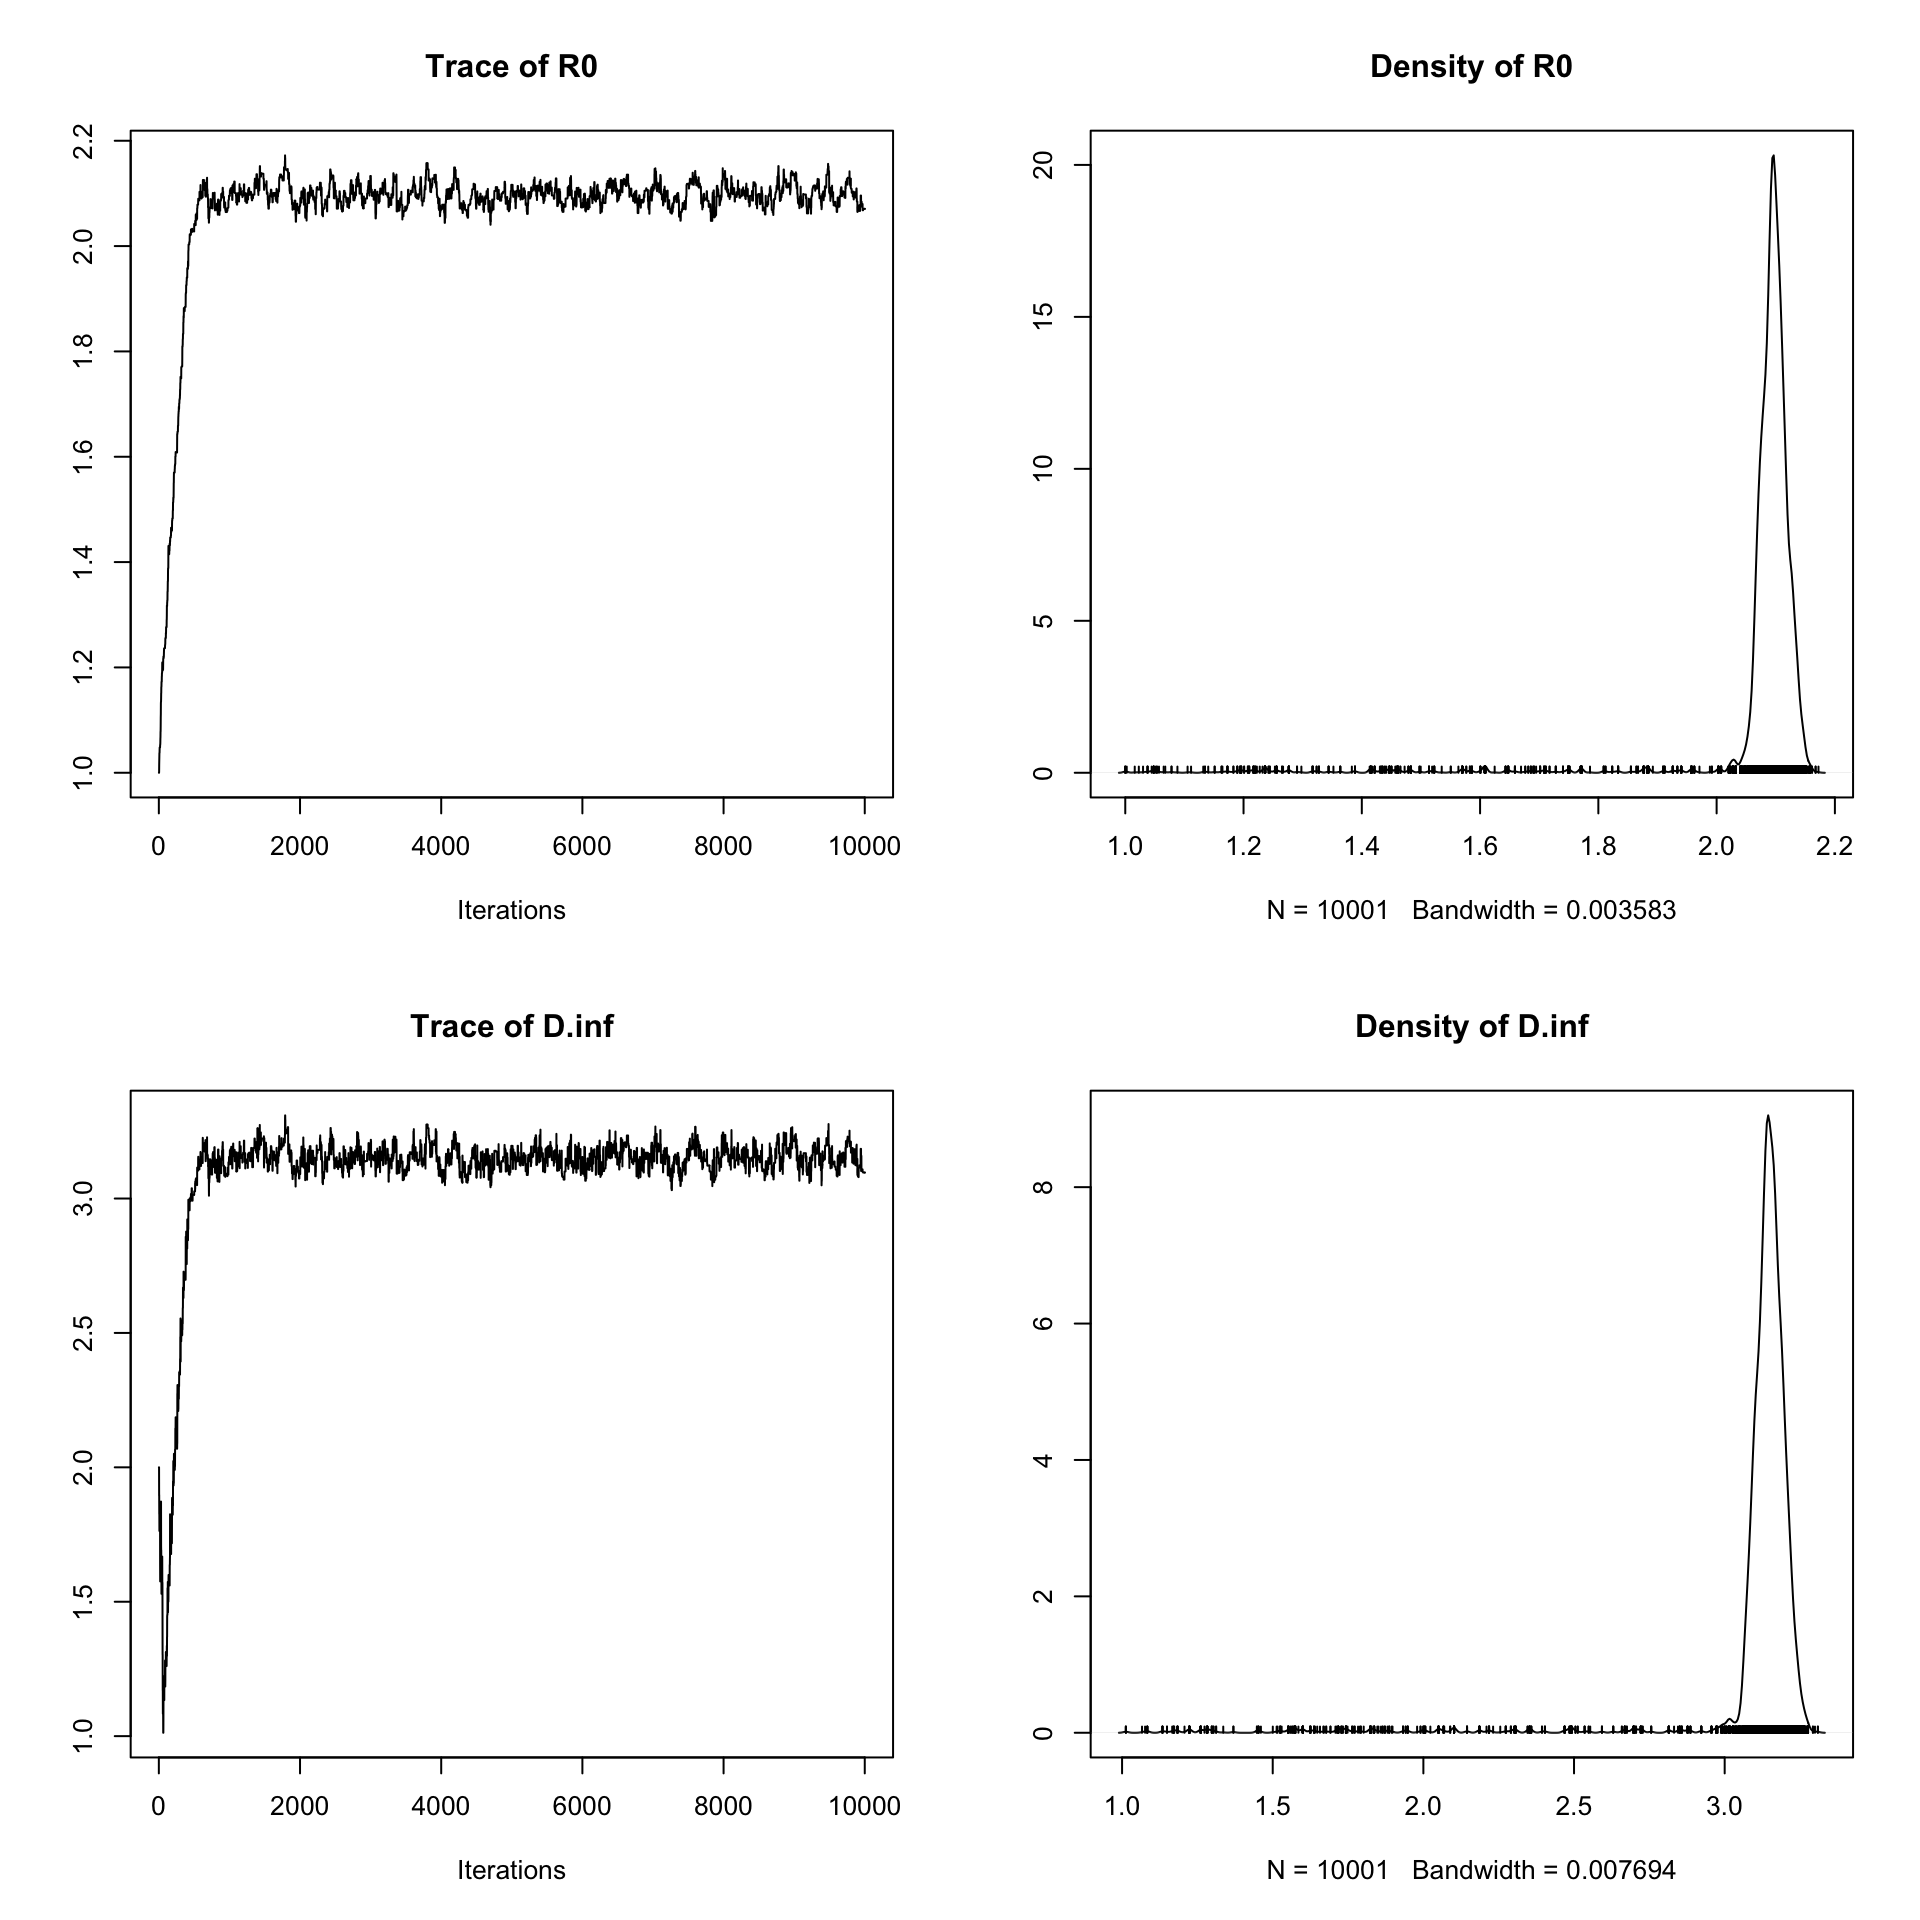 Trace of R0
2.2
2.0
1.8
1.6
1.4
1.2
1.0
0 2000 4000 6000 8000 10000
Iterations
Density of R0
20
15
10
5
0
1.0 1.2 1.4 1.6 1.8 2.0 2.2
N = 10001 Bandwidth = 0.003583
Trace of D.inf
3.0
2.5
2.0
1.5
1.0
0 2000 4000 6000 8000 10000
Iterations
Density of D.inf
8
6
4
2
0
1.0 1.5 2.0 2.5 3.0
N = 10001 Bandwidth = 0.007694